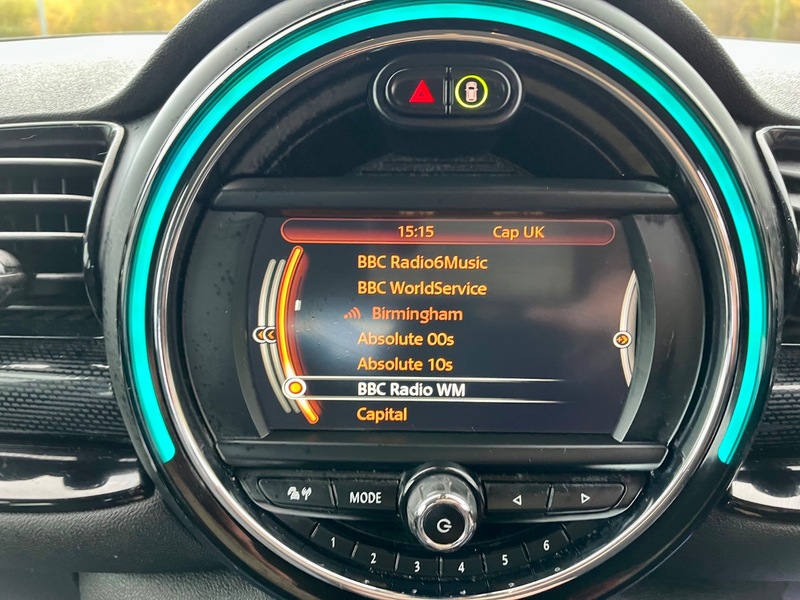 15:15 Cap UK
BBC Radio6Music
BBC WorldService
Birmingham
Absolute 00s
Absolute 10s
BBC Radio WM
Capital
MODE
1 2 3 4 5 6